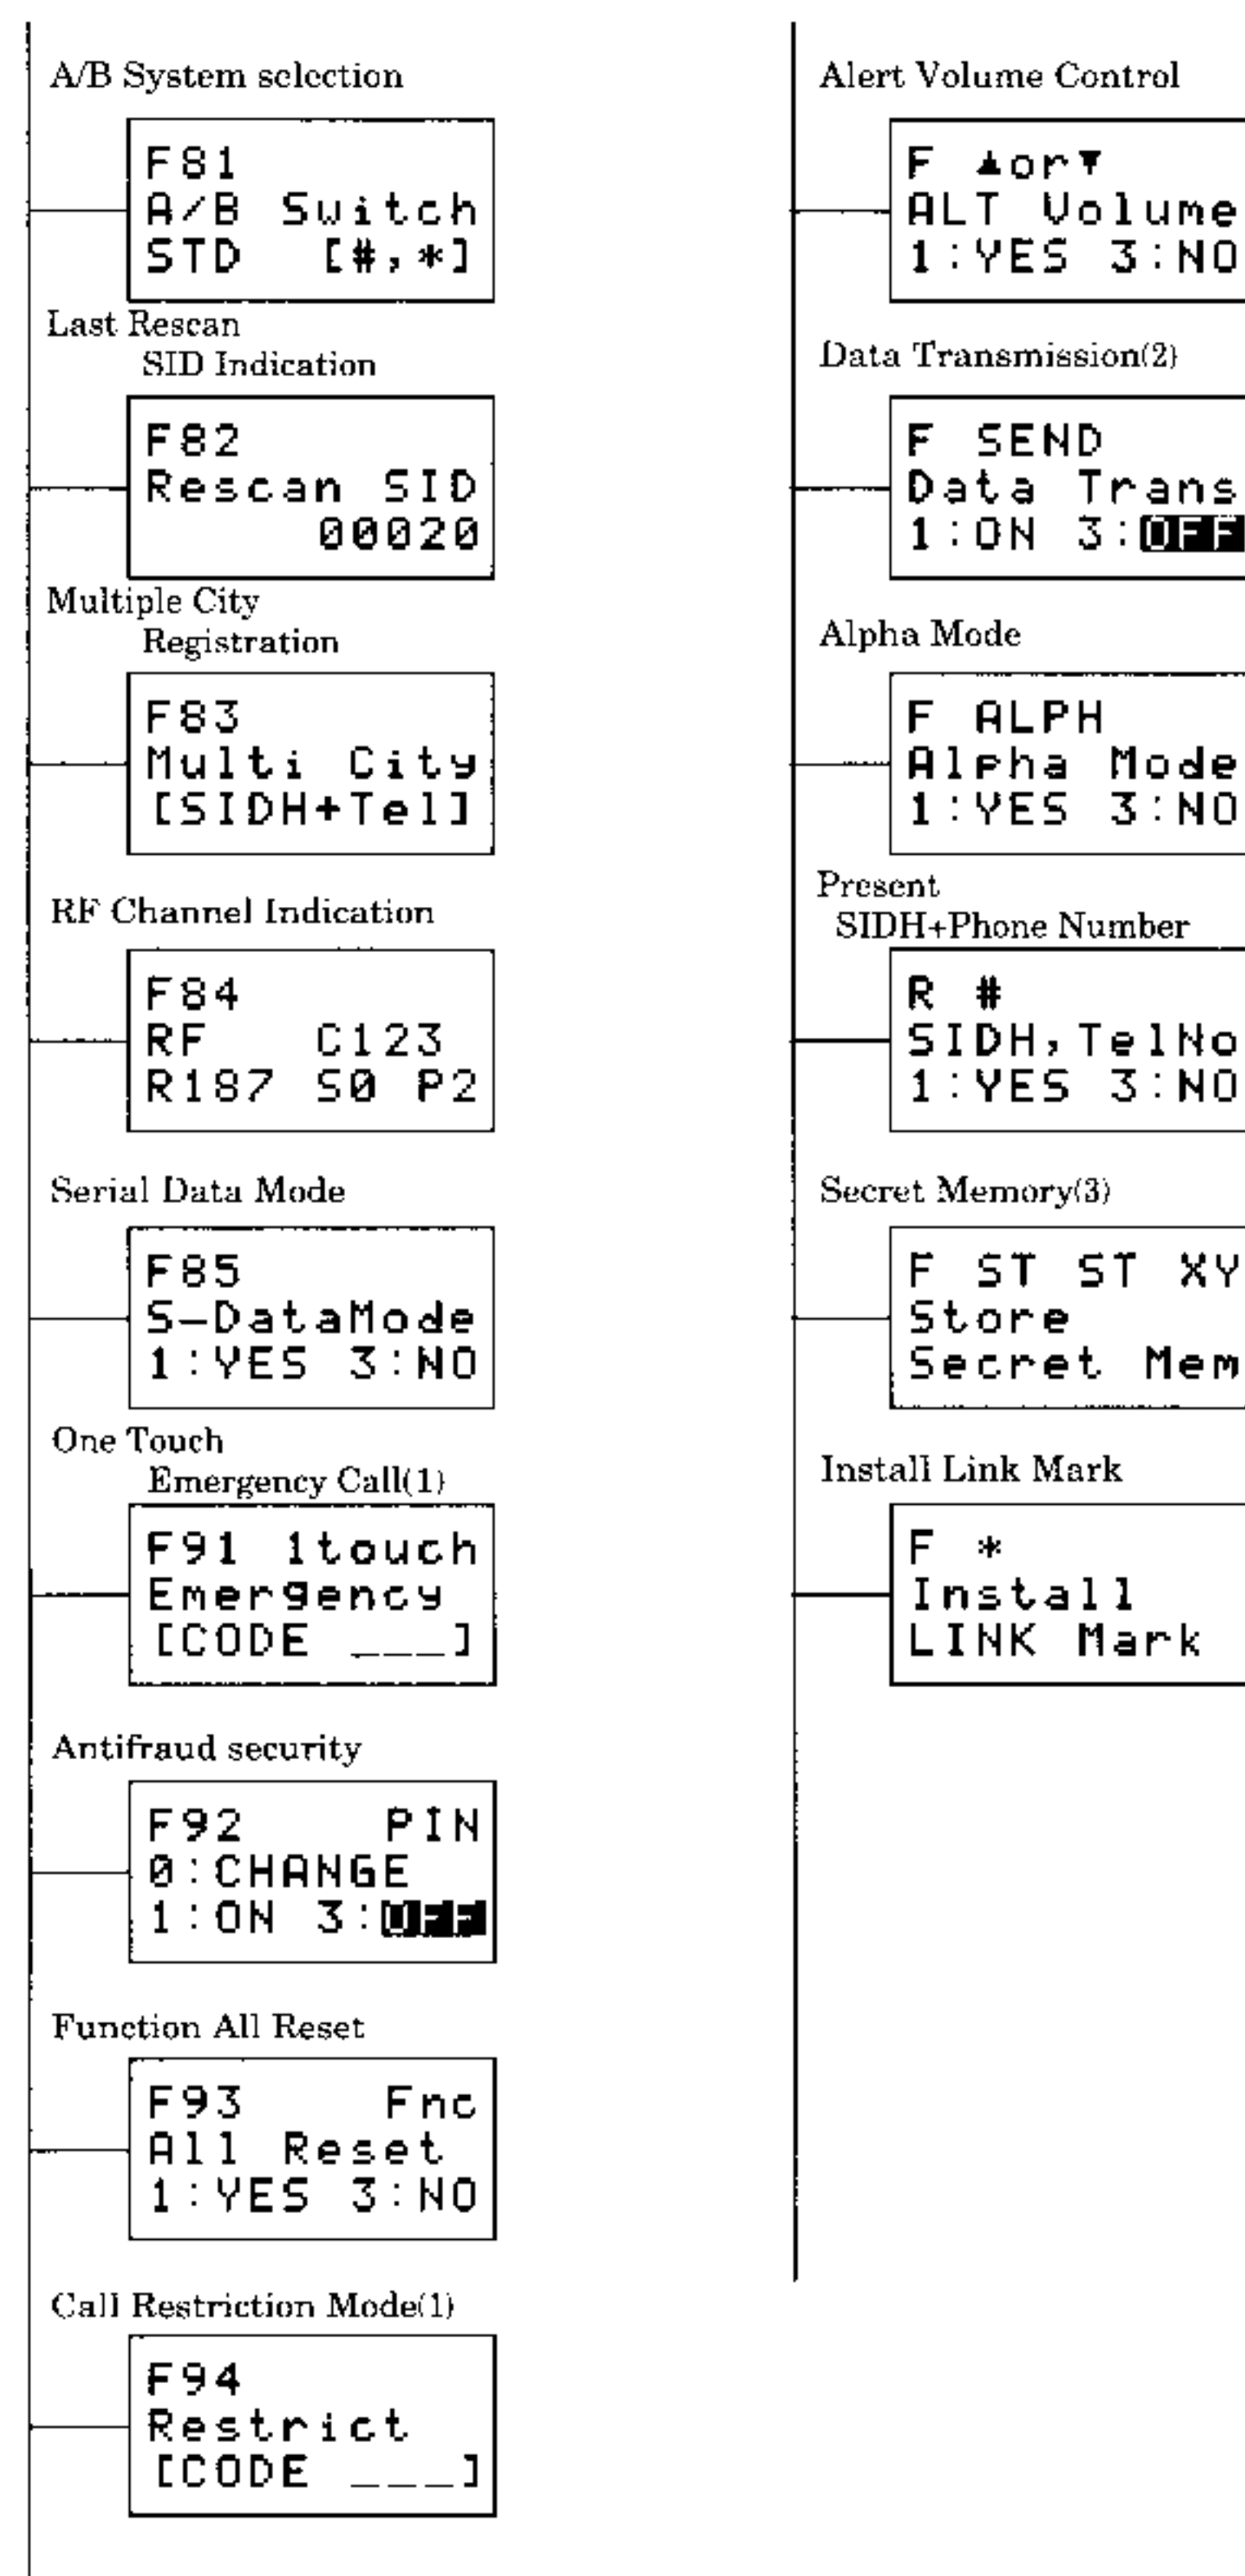 A/B System selection
F81
A/B Switch
STD [#,*]
Last Rescan
SID Indication
F82
Rescan SID
00020
Multiple City
Registration
F83
Multi City
[SIDH+Tel]
RF Channel Indication
F84
RF C123
R187 S0 P2
Serial Data Mode
F85
S-DataMode
1:YES 3:NO
One Touch
Emergency Call(1)
F91 1touch
Emergency
[CODE ___]
Antifraud security
F92 PIN
0:CHANGE
1:ON 3:OFF
Function All Reset
F93 Fnc
All Reset
1:YES 3:NO
Call Restriction Mode(1)
F94
Restrict
[CODE ___]
Alert Volume Control
F ▲or▼
ALT Volume
1:YES 3:NO
Data Transmission(2)
F SEND
Data Trans
1:ON 3:OFF
Alpha Mode
F ALPH
Alpha Mode
1:YES 3:NO
Present
SIDH+Phone Number
R #
SIDH,TelNo
1:YES 3:NO
Secret Memory(3)
F ST ST XY
Store
Secret Mem
Install Link Mark
F *
Install
LINK Mark